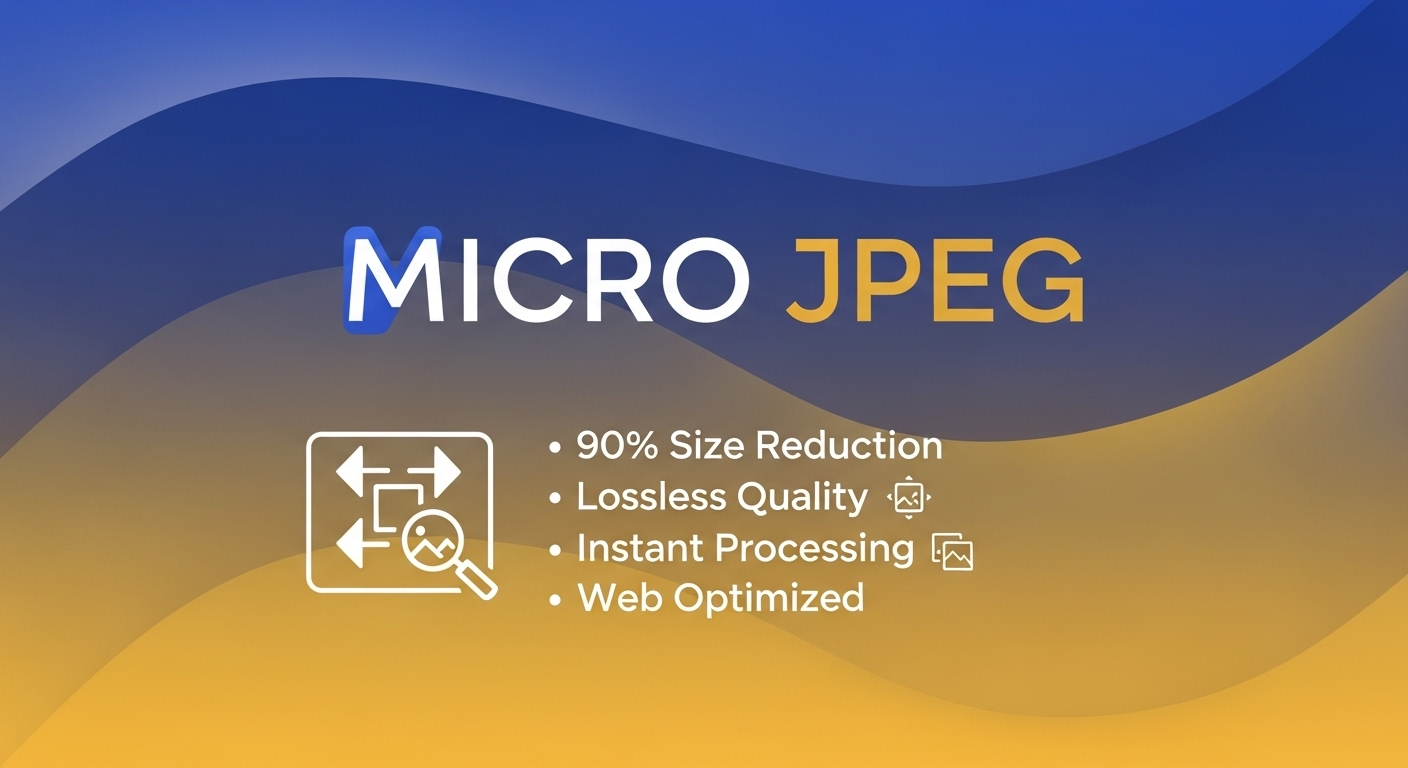 MICRO JPEG
• 90% Size Reduction
• Lossless Quality
• Instant Processing
• Web Optimized